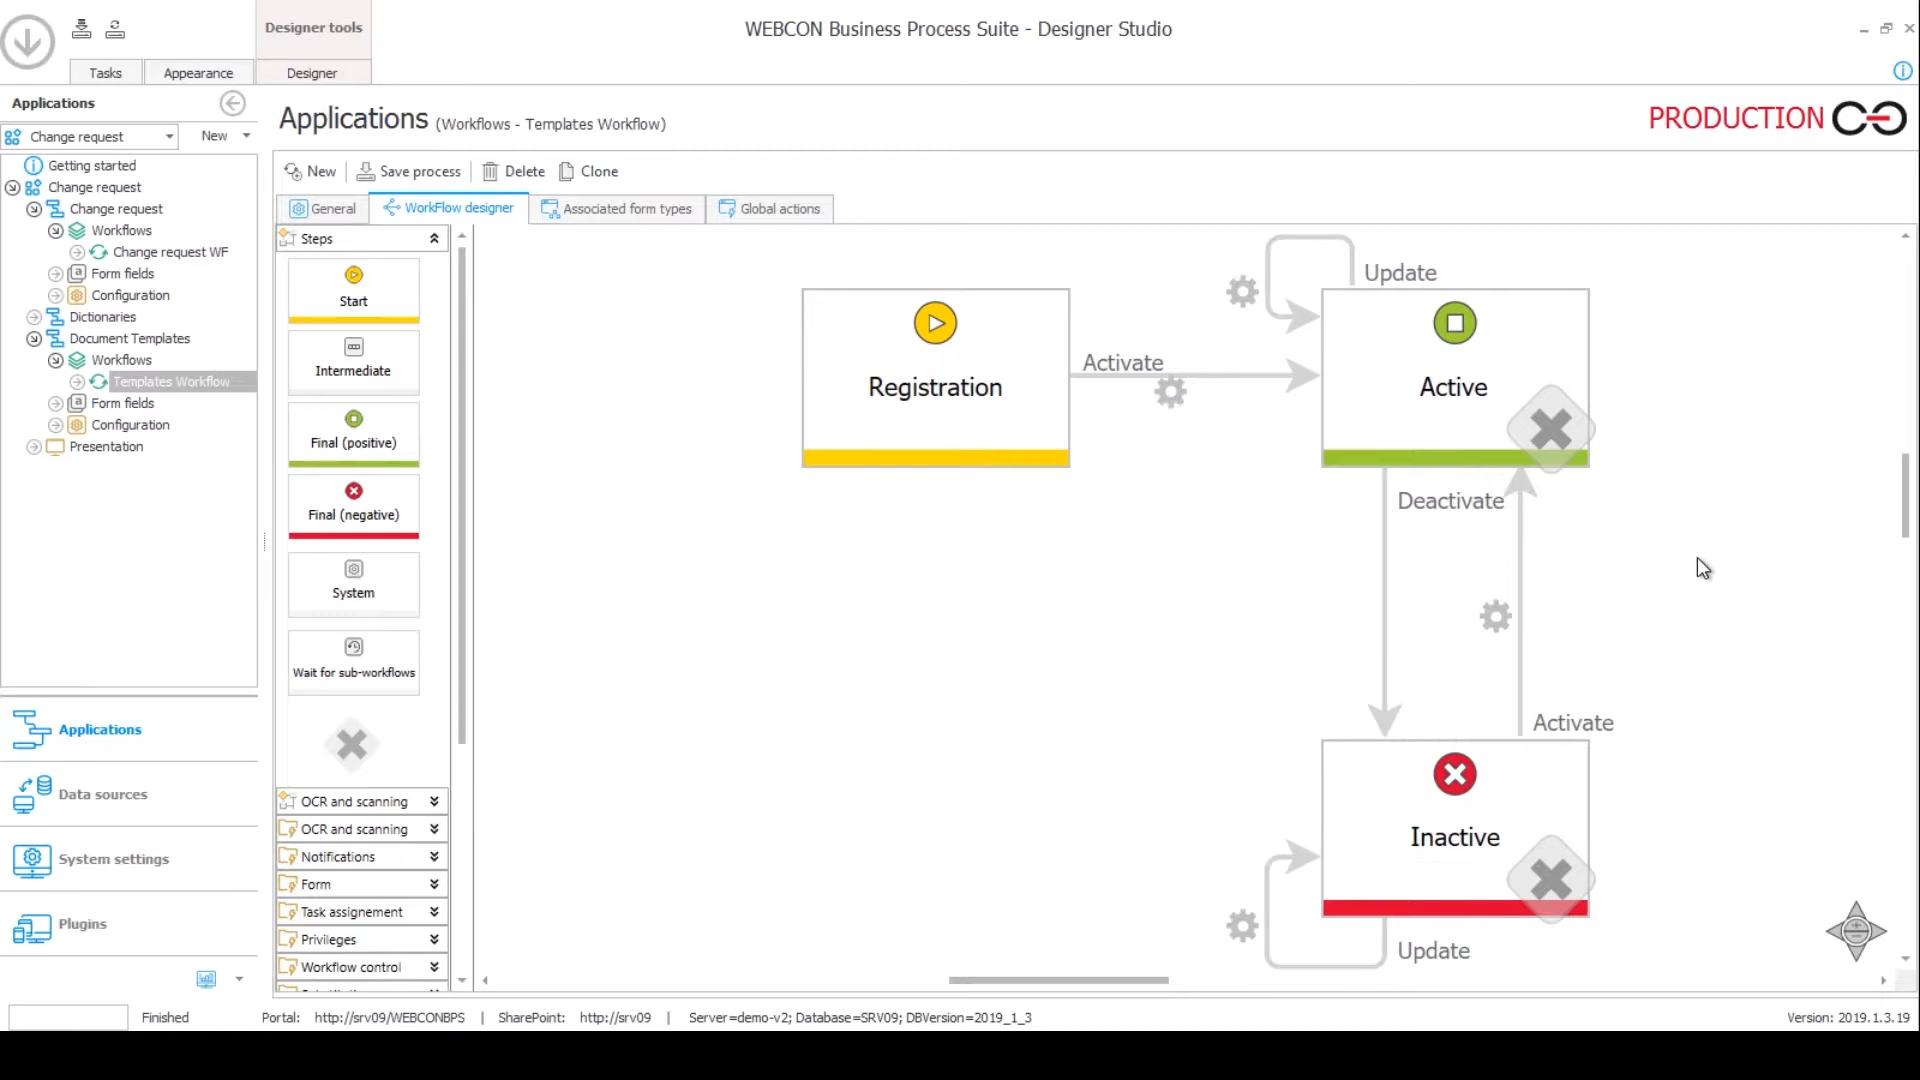 Designer tools
WEBCON Business Process Suite - Designer Studio
Tasks
Appearance
Designer
Applications
Change request
New
Getting started
Change request
Change request
Workflows
Change request WF
Form fields
Configuration
Dictionaries
Document Templates
Workflows
Templates Workflow
Form fields
Configuration
Presentation
Applications
Data sources
System settings
Plugins
Applications (Workflows - Templates Workflow)
PRODUCTION
New
Save process
Delete
Clone
General
WorkFlow designer
Associated form types
Global actions
Steps
Start
Intermediate
Final (positive)
Final (negative)
System
Wait for sub-workflows
OCR and scanning
OCR and scanning
Notifications
Form
Task assignement
Privileges
Workflow control
Update
Registration
Activate
Active
Deactivate
Activate
Inactive
Update
Finished
Portal: http://srv09/WEBCONBPS | SharePoint: http://srv09 | Server=demo-v2; Database=SRV09; DBVersion=2019_1_3
Version: 2019.1.3.19